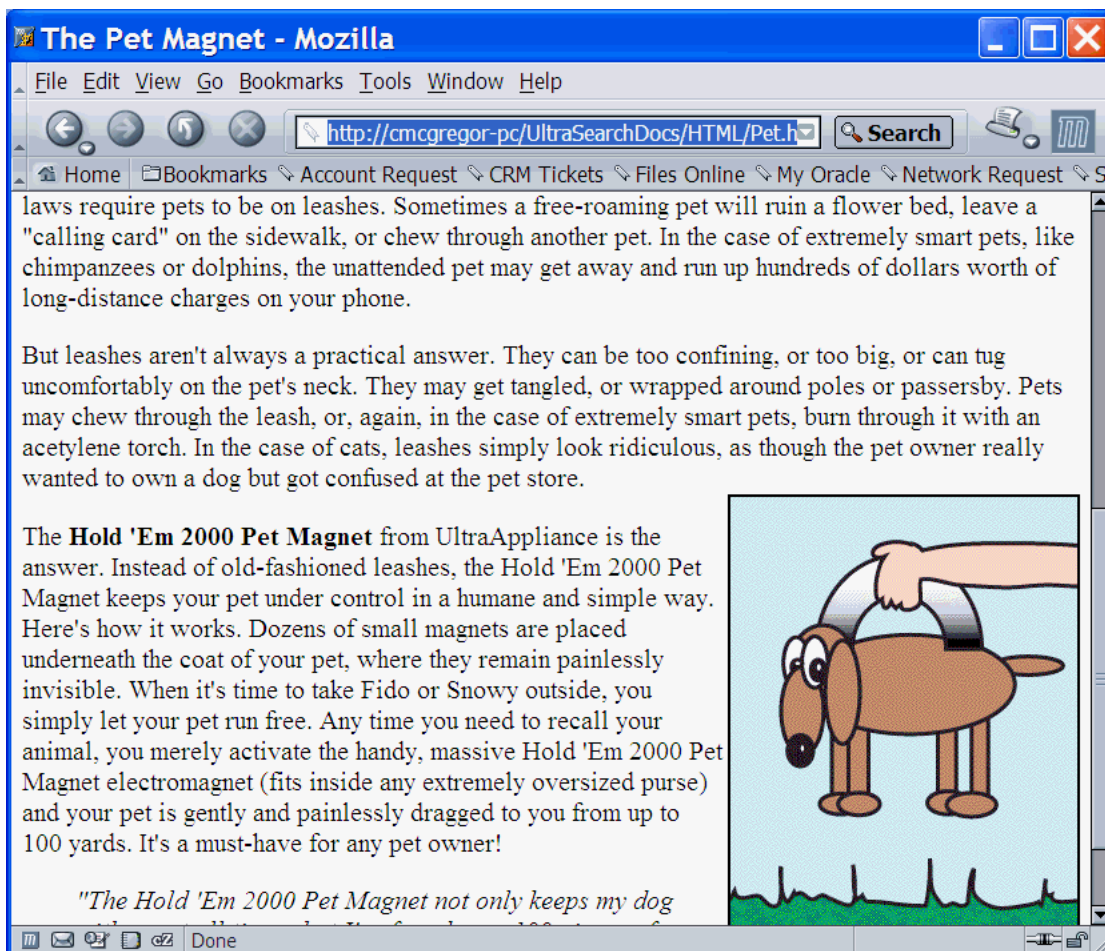 The Pet Magnet - Mozilla
File Edit View Go Bookmarks Tools Window Help
http://cmcgregor-pc/UltraSearchDocs/HTML/Pet.h
Search
Home Bookmarks Account Request CRM Tickets Files Online My Oracle Network Request S
laws require pets to be on leashes. Sometimes a free-roaming pet will ruin a flower bed, leave a
"calling card" on the sidewalk, or chew through another pet. In the case of extremely smart pets, like
chimpanzees or dolphins, the unattended pet may get away and run up hundreds of dollars worth of
long-distance charges on your phone.
But leashes aren't always a practical answer. They can be too confining, or too big, or can tug
uncomfortably on the pet's neck. They may get tangled, or wrapped around poles or passersby. Pets
may chew through the leash, or, again, in the case of extremely smart pets, burn through it with an
acetylene torch. In the case of cats, leashes simply look ridiculous, as though the pet owner really
wanted to own a dog but got confused at the pet store.
The Hold 'Em 2000 Pet Magnet from UltraAppliance is the
answer. Instead of old-fashioned leashes, the Hold 'Em 2000 Pet
Magnet keeps your pet under control in a humane and simple way.
Here's how it works. Dozens of small magnets are placed
underneath the coat of your pet, where they remain painlessly
invisible. When it's time to take Fido or Snowy outside, you
simply let your pet run free. Any time you need to recall your
animal, you merely activate the handy, massive Hold 'Em 2000 Pet
Magnet electromagnet (fits inside any extremely oversized purse)
and your pet is gently and painlessly dragged to you from up to
100 yards. It's a must-have for any pet owner!
"The Hold 'Em 2000 Pet Magnet not only keeps my dog
Done